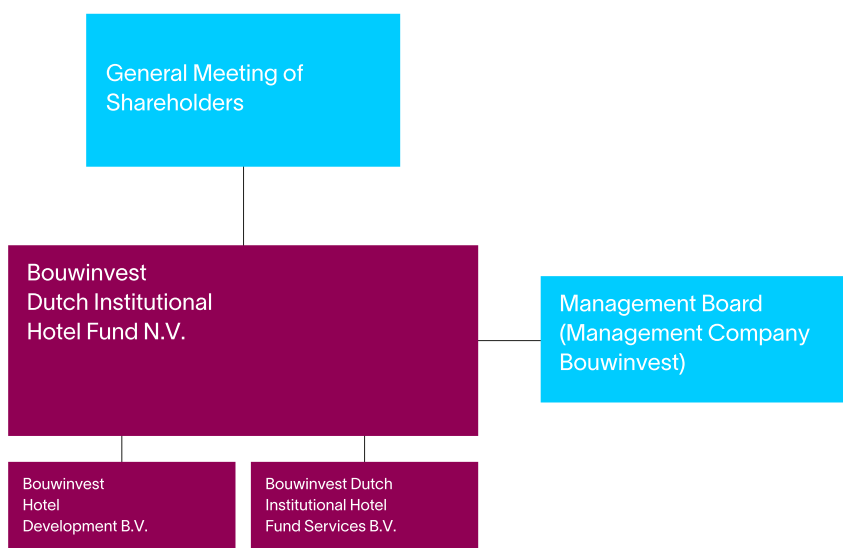 General Meeting of
Shareholders
Bouwinvest
Dutch Institutional
Hotel Fund N.V.
Management Board
(Management Company
Bouwinvest)
Bouwinvest
Hotel
Development B.V.
Bouwinvest Dutch
Institutional Hotel
Fund Services B.V.